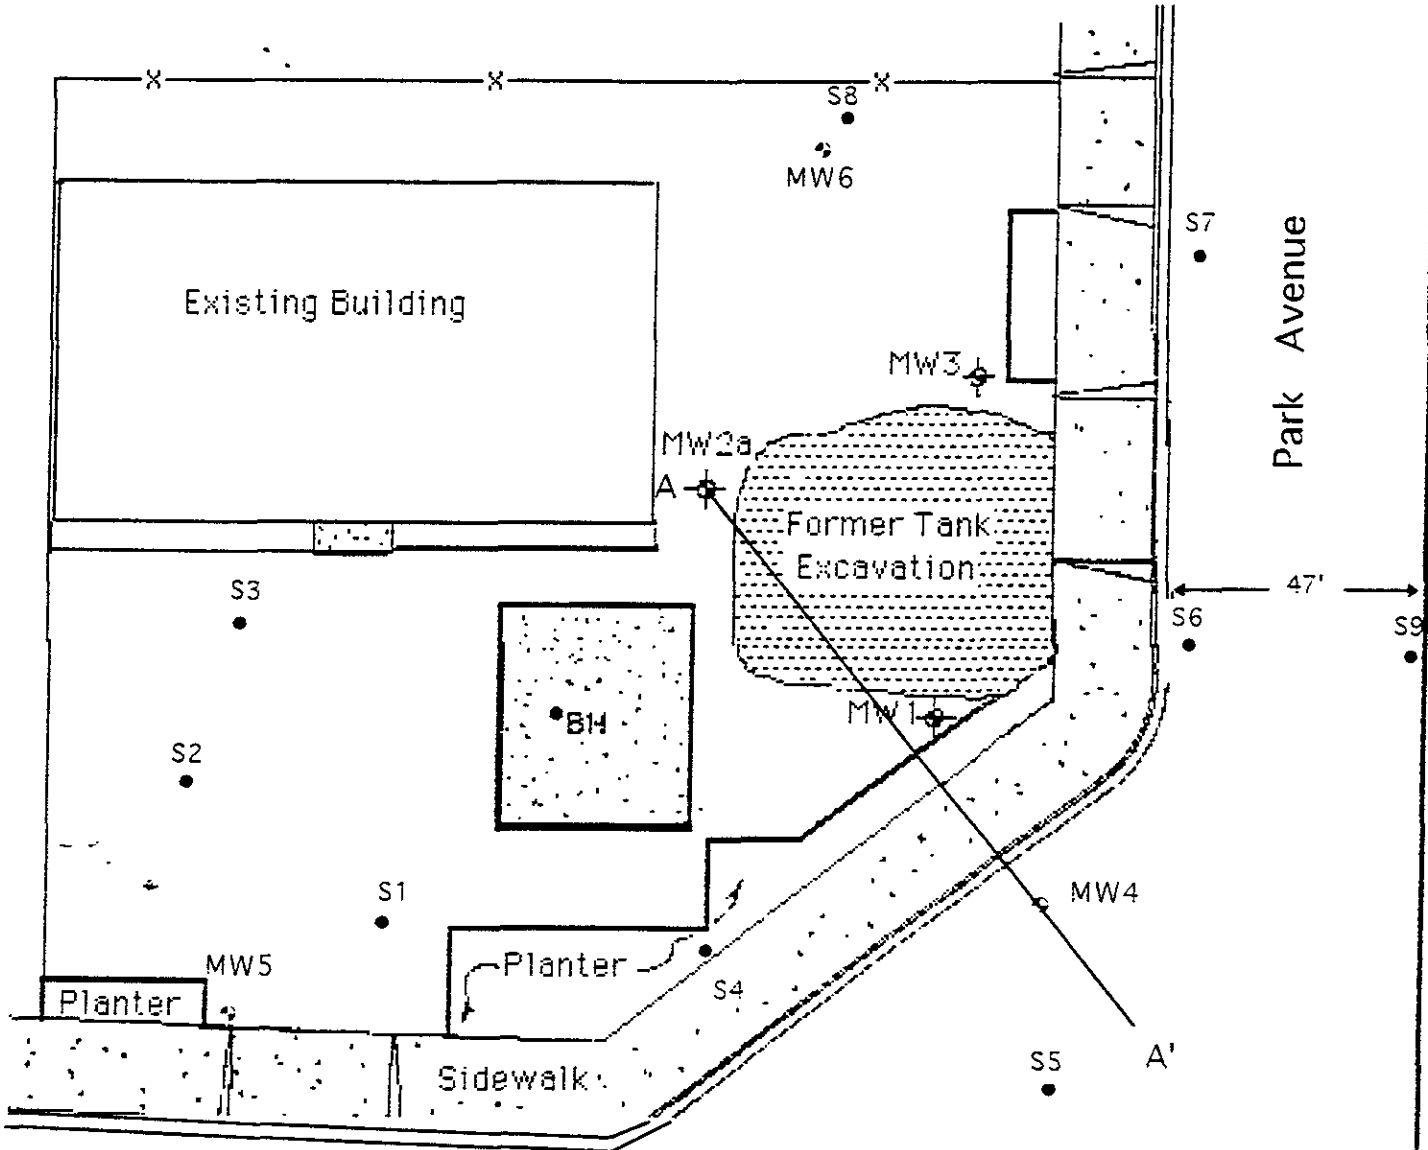 X
X
X
S8
MW6
S7
Existing Building
Park Avenue
MW3
MW2a
A
Former Tank
Excavation
S3
47'
S6
S9
MW1
BH
S2
MW4
S1
Planter
MW5
S4
Planter
A'
S5
Sidewalk